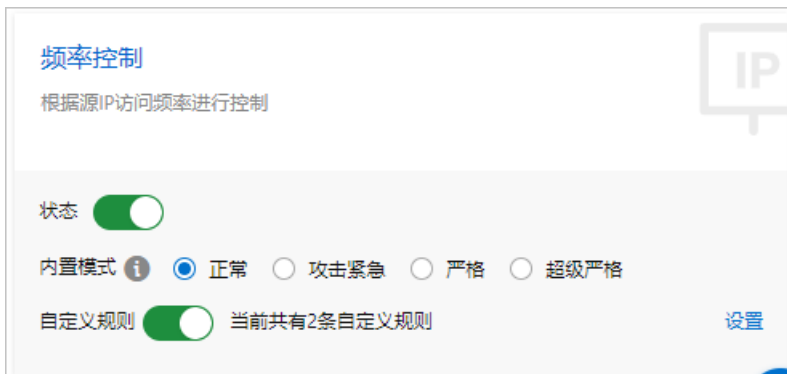 频率控制
IP
根据源IP访问频率进行控制
状态
内置模式 正常 攻击紧急 严格 超级严格
自定义规则 当前共有2条自定义规则 设置